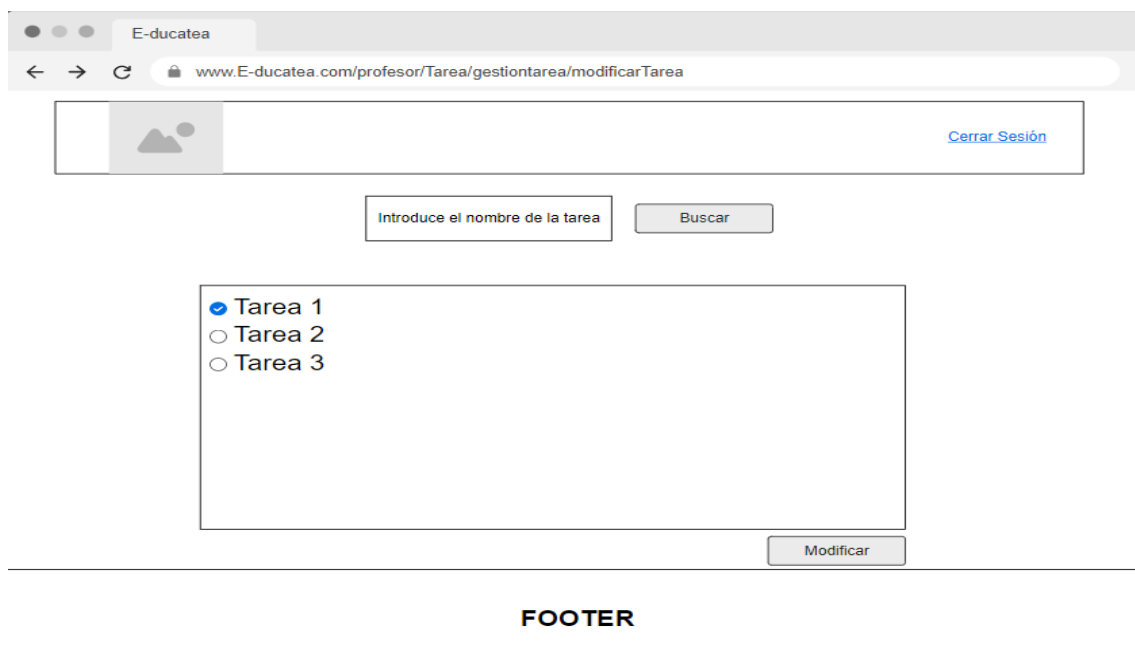 E-ducatea
www.E-ducatea.com/profesor/Tarea/gestiontarea/modificarTarea
Cerrar Sesión
Introduce el nombre de la tarea
Buscar
Tarea 1
Tarea 2
Tarea 3
Modificar
FOOTER